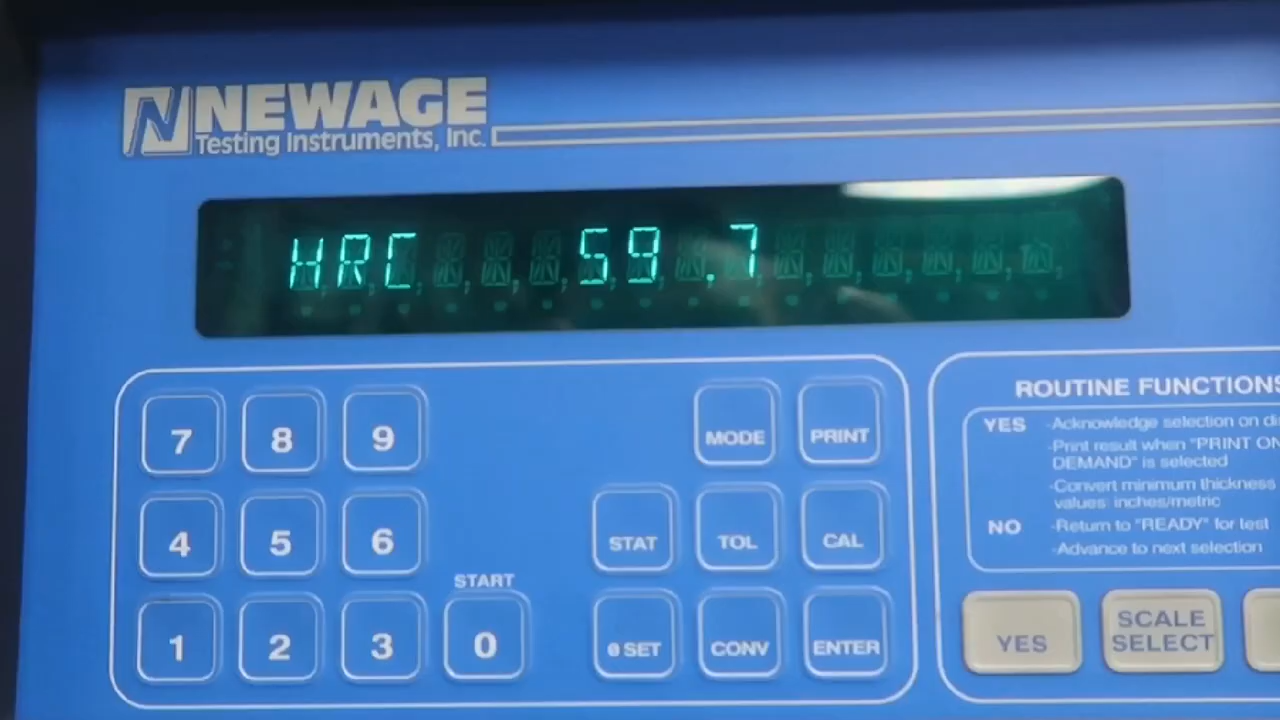 NEWAGE
Testing Instruments, Inc.
HRC 59.7
7 8 9 MODE PRINT
4 5 6 STAT TOL CAL
START
1 2 3 0 0 SET CONV ENTER
ROUTINE FUNCTIONS
YES -Acknowledge selection on
-Print result when "PRINT ON
DEMAND" is selected
-Convert minimum thickness
values: inches/metric
NO -Return to "READY" for test
-Advance to next selection
YES
SCALE
SELECT